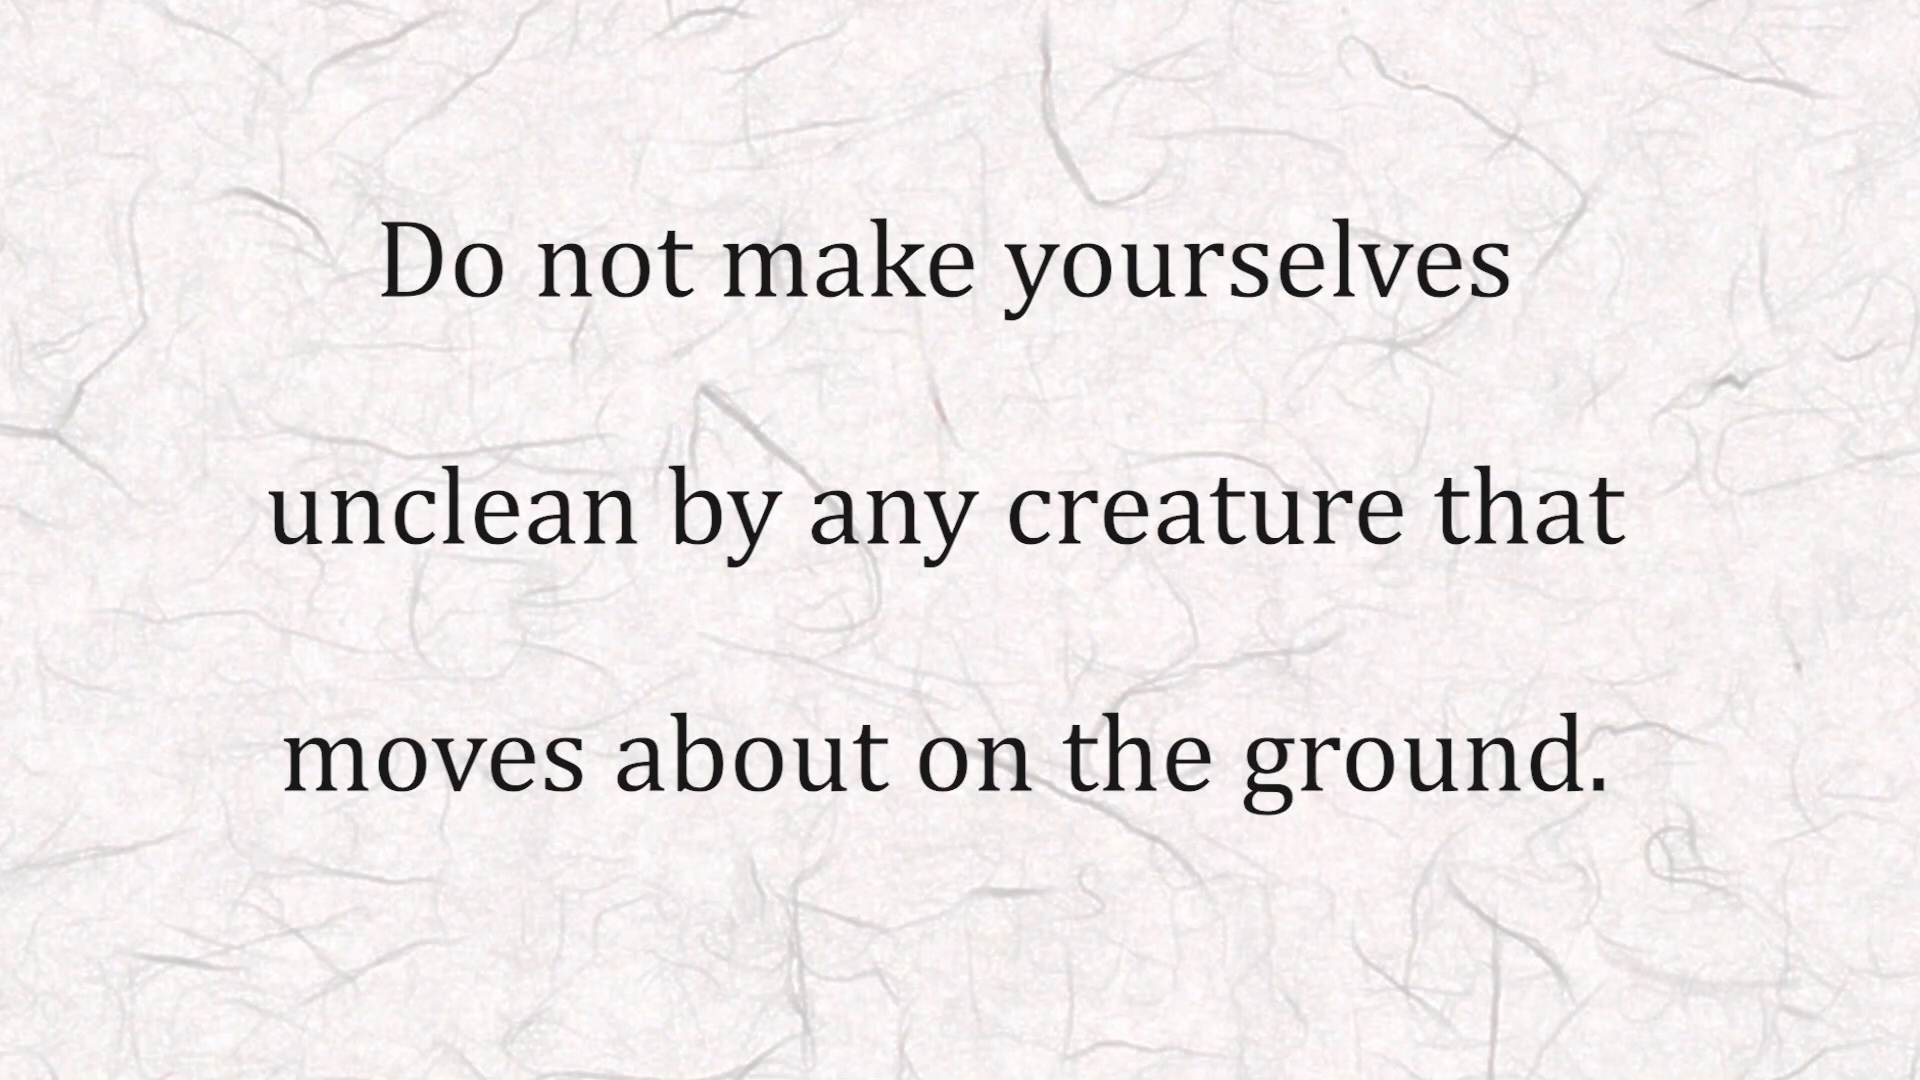 Do not make yourselves
unclean by any creature that
moves about on the ground.